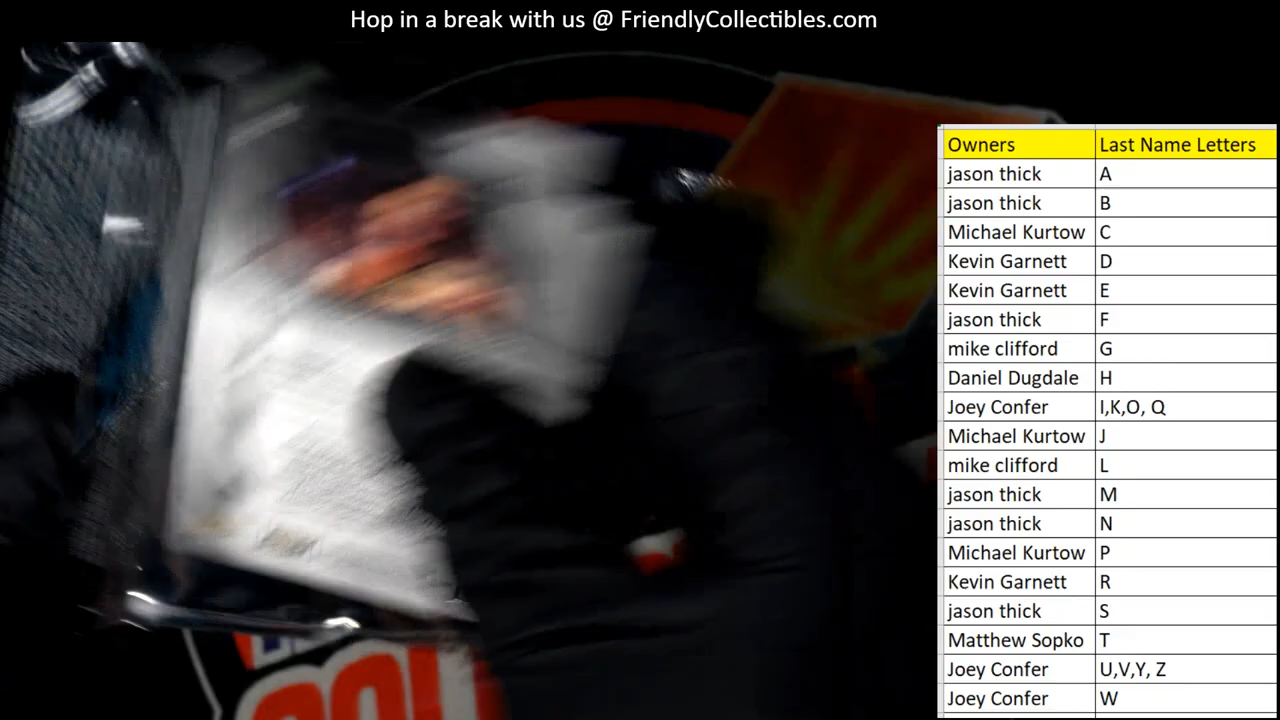 Hop in a break with us @ FriendlyCollectibles.com
Owners Last Name Letters
jason thick A
jason thick B
Michael Kurtow C
Kevin Garnett D
Kevin Garnett E
jason thick F
mike clifford G
Daniel Dugdale H
Joey Confer I,K,O, Q
Michael Kurtow J
mike clifford L
jason thick M
jason thick N
Michael Kurtow P
Kevin Garnett R
jason thick S
Matthew Sopko T
Joey Confer U,V,Y, Z
Joey Confer W